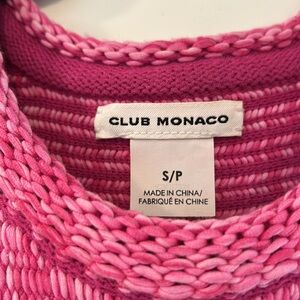 CLUB MONACO
S/P
MADE IN CHINA/
FABRIQUÉ EN CHINE